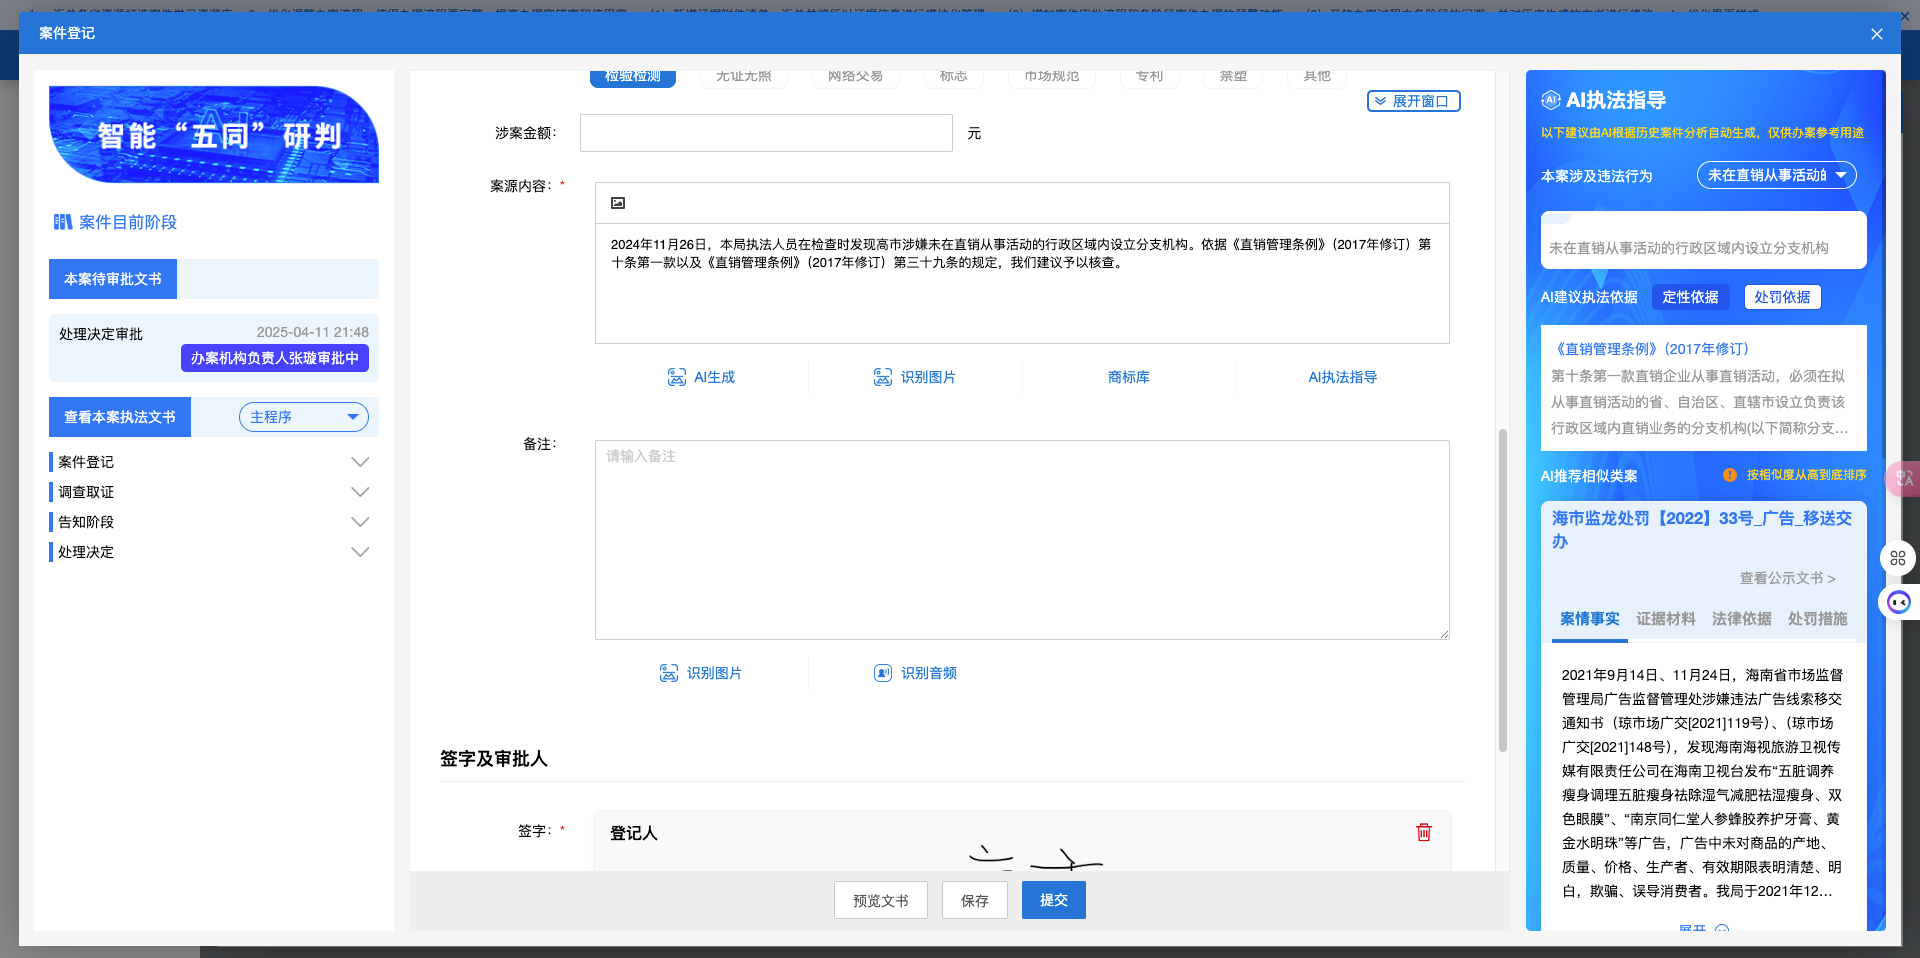 案件登记
智能“五同”研判
案件目前阶段
本案待审批文书
处理决定审批
2025-04-11 21:48
办案机构负责人张璇审批中
查看本案执法文书
主程序
案件登记
调查取证
告知阶段
处理决定
检验检测
无证无照
网络交易
标志
市场规范
专利
禁塑
其他
展开窗口
涉案金额：
元
案源内容：*
2024年11月26日，本局执法人员在检查时发现高市涉嫌未在直销从事活动的行政区域内设立分支机构。依据《直销管理条例》（2017年修订）第
十条第一款以及《直销管理条例》（2017年修订）第三十九条的规定，我们建议予以核查。
AI生成
识别图片
商标库
AI执法指导
备注：
请输入备注
识别图片
识别音频
签字及审批人
签字：*
登记人
预览文书
保存
提交
AI执法指导
以下建议由AI根据历史案件分析自动生成，仅供办案参考用途
本案涉及违法行为
未在直销从事活动的
未在直销从事活动的行政区域内设立分支机构
AI建议执法依据
定性依据
处罚依据
《直销管理条例》（2017年修订）
第十条第一款直销企业从事直销活动，必须在拟
从事直销活动的省、自治区、直辖市设立负责该
行政区域内直销业务的分支机构(以下简称分支...
AI推荐相似类案
按相似度从高到底排序
海市监龙处罚【2022】33号_广告_移送交
办
查看公示文书 >
案情事实
证据材料
法律依据
处罚措施
2021年9月14日、11月24日，海南省市场监督
管理局广告监督管理处涉嫌违法广告线索移交
通知书（琼市场广交[2021]119号）、（琼市场
广交[2021]148号），发现海南海视旅游卫视传
媒有限责任公司在海南卫视台发布“五脏调养
瘦身调理五脏瘦身祛除湿气减肥祛湿瘦身、双
色眼膜”、“南京同仁堂人参蜂胶养护牙膏、黄
金水明珠”等广告，广告中未对商品的产地、
质量、价格、生产者、有效期限表明清楚、明
白，欺骗、误导消费者。我局于2021年12...
展开